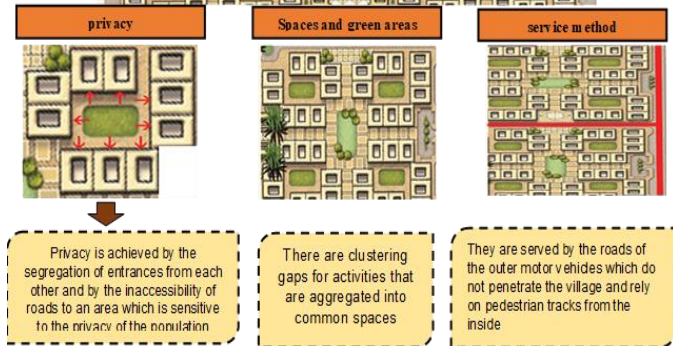 privacy
Spaces and green areas
service method
Privacy is achieved by the
segregation of entrances from each
other and by the inaccessibility of
roads to an area which is sensitive
to the privacy of the population
There are clustering
gaps for activities that
are aggregated into
common spaces
They are served by the roads of
the outer motor vehicles which do
not penetrate the village and rely
on pedestrian tracks from the
inside